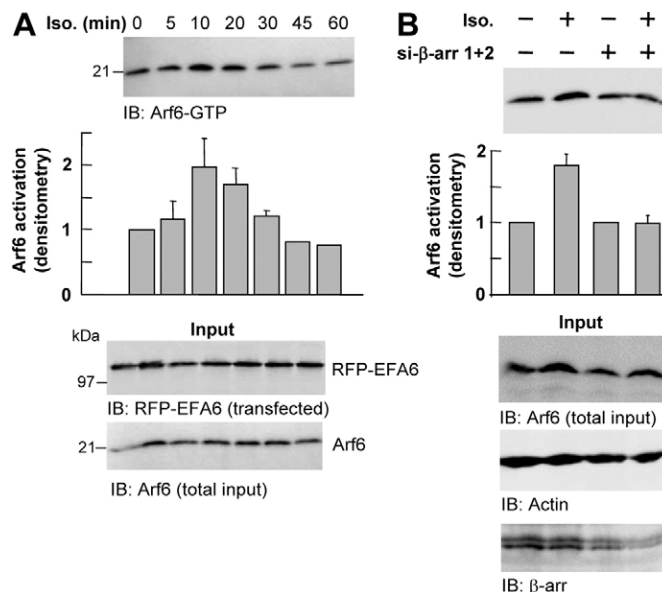 A
Iso. (min) 0 5 10 20 30 45 60
21
IB: Arf6-GTP
Arf6 activation
(densitometry)
2
1
0
Input
kDa
97
RFP-EFA6
IB: RFP-EFA6 (transfected)
21
Arf6
IB: Arf6 (total input)
B
Iso. − + − +
si-β-arr 1+2 − − + +
Arf6 activation
(densitometry)
2
1
0
Input
IB: Arf6 (total input)
IB: Actin
IB: β-arr